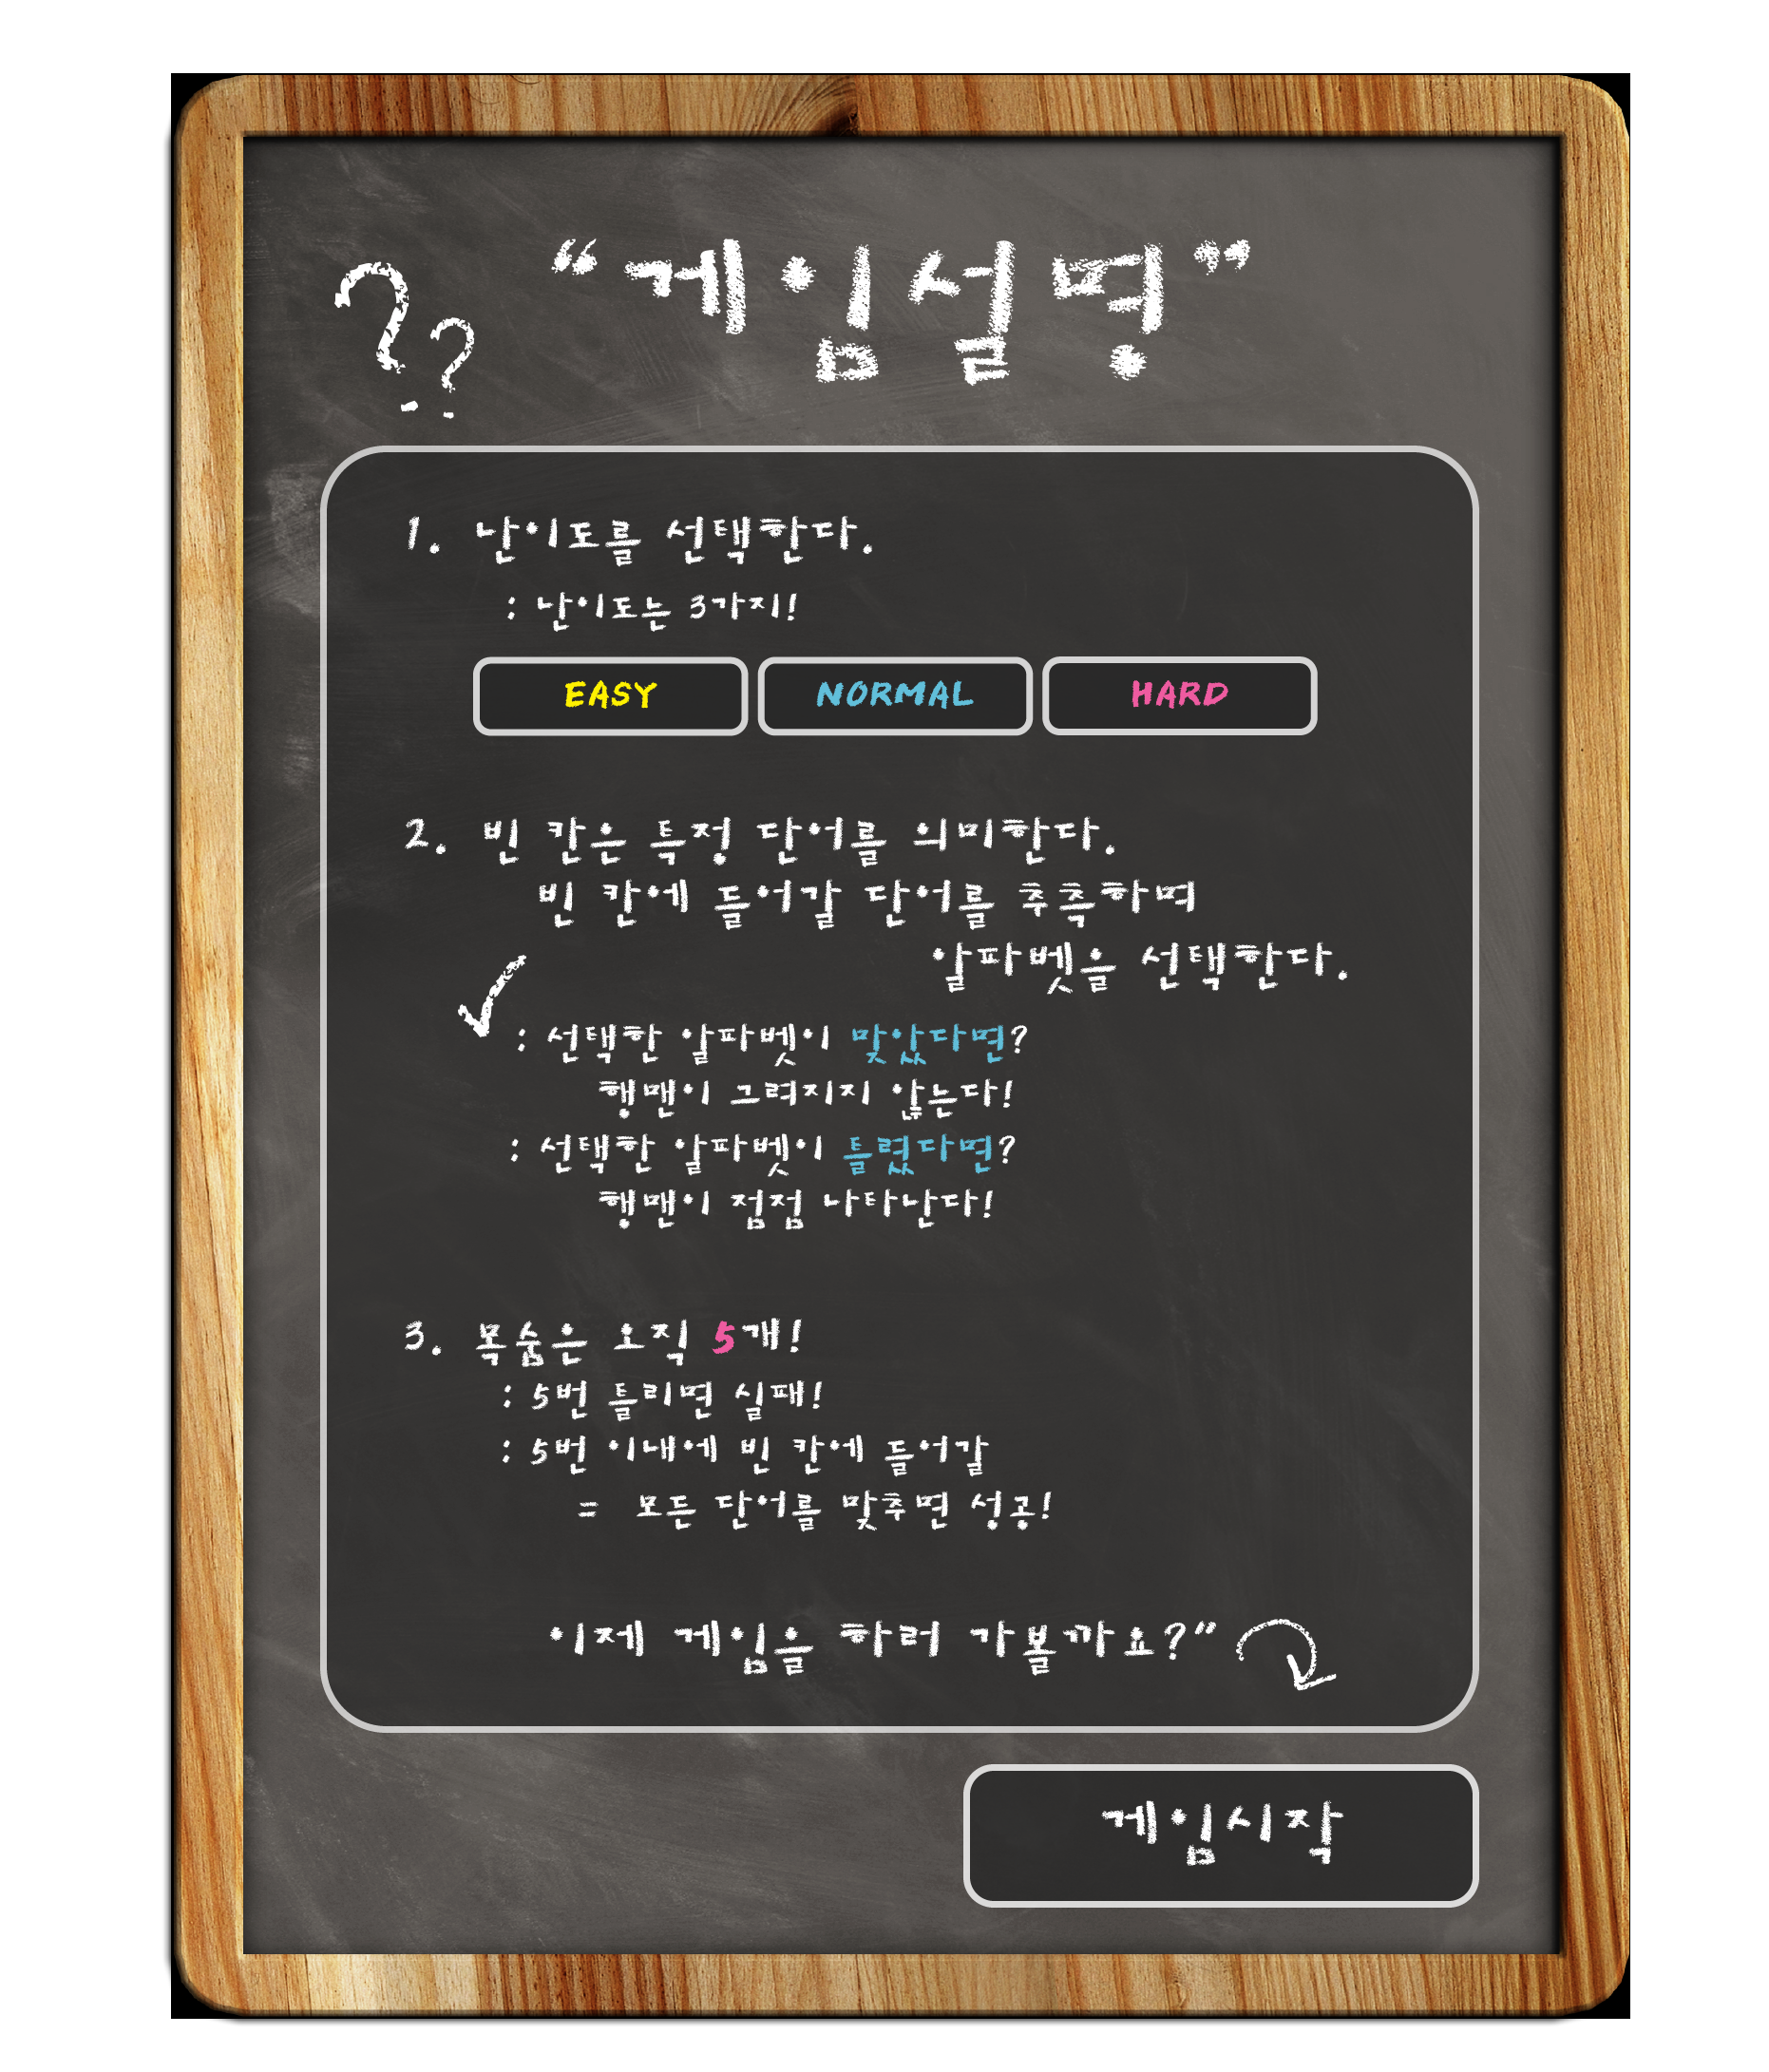 “게임설명”
1. 난이도를 선택한다.
: 난이도는 3가지!
EASY NORMAL HARD
2. 빈 칸은 특정 단어를 의미한다.
빈 칸에 들어갈 단어를 추측하며
알파벳을 선택한다.
: 선택한 알파벳이 맞았다면?
행맨이 그려지지 않는다!
: 선택한 알파벳이 틀렸다면?
행맨이 점점 나타난다!
3. 목숨은 오직 5개!
: 5번 틀리면 실패!
: 5번 이내에 빈 칸에 들어갈
= 모든 단어를 맞추면 성공!
이제 게임을 하러 가볼까요?”
게임시작